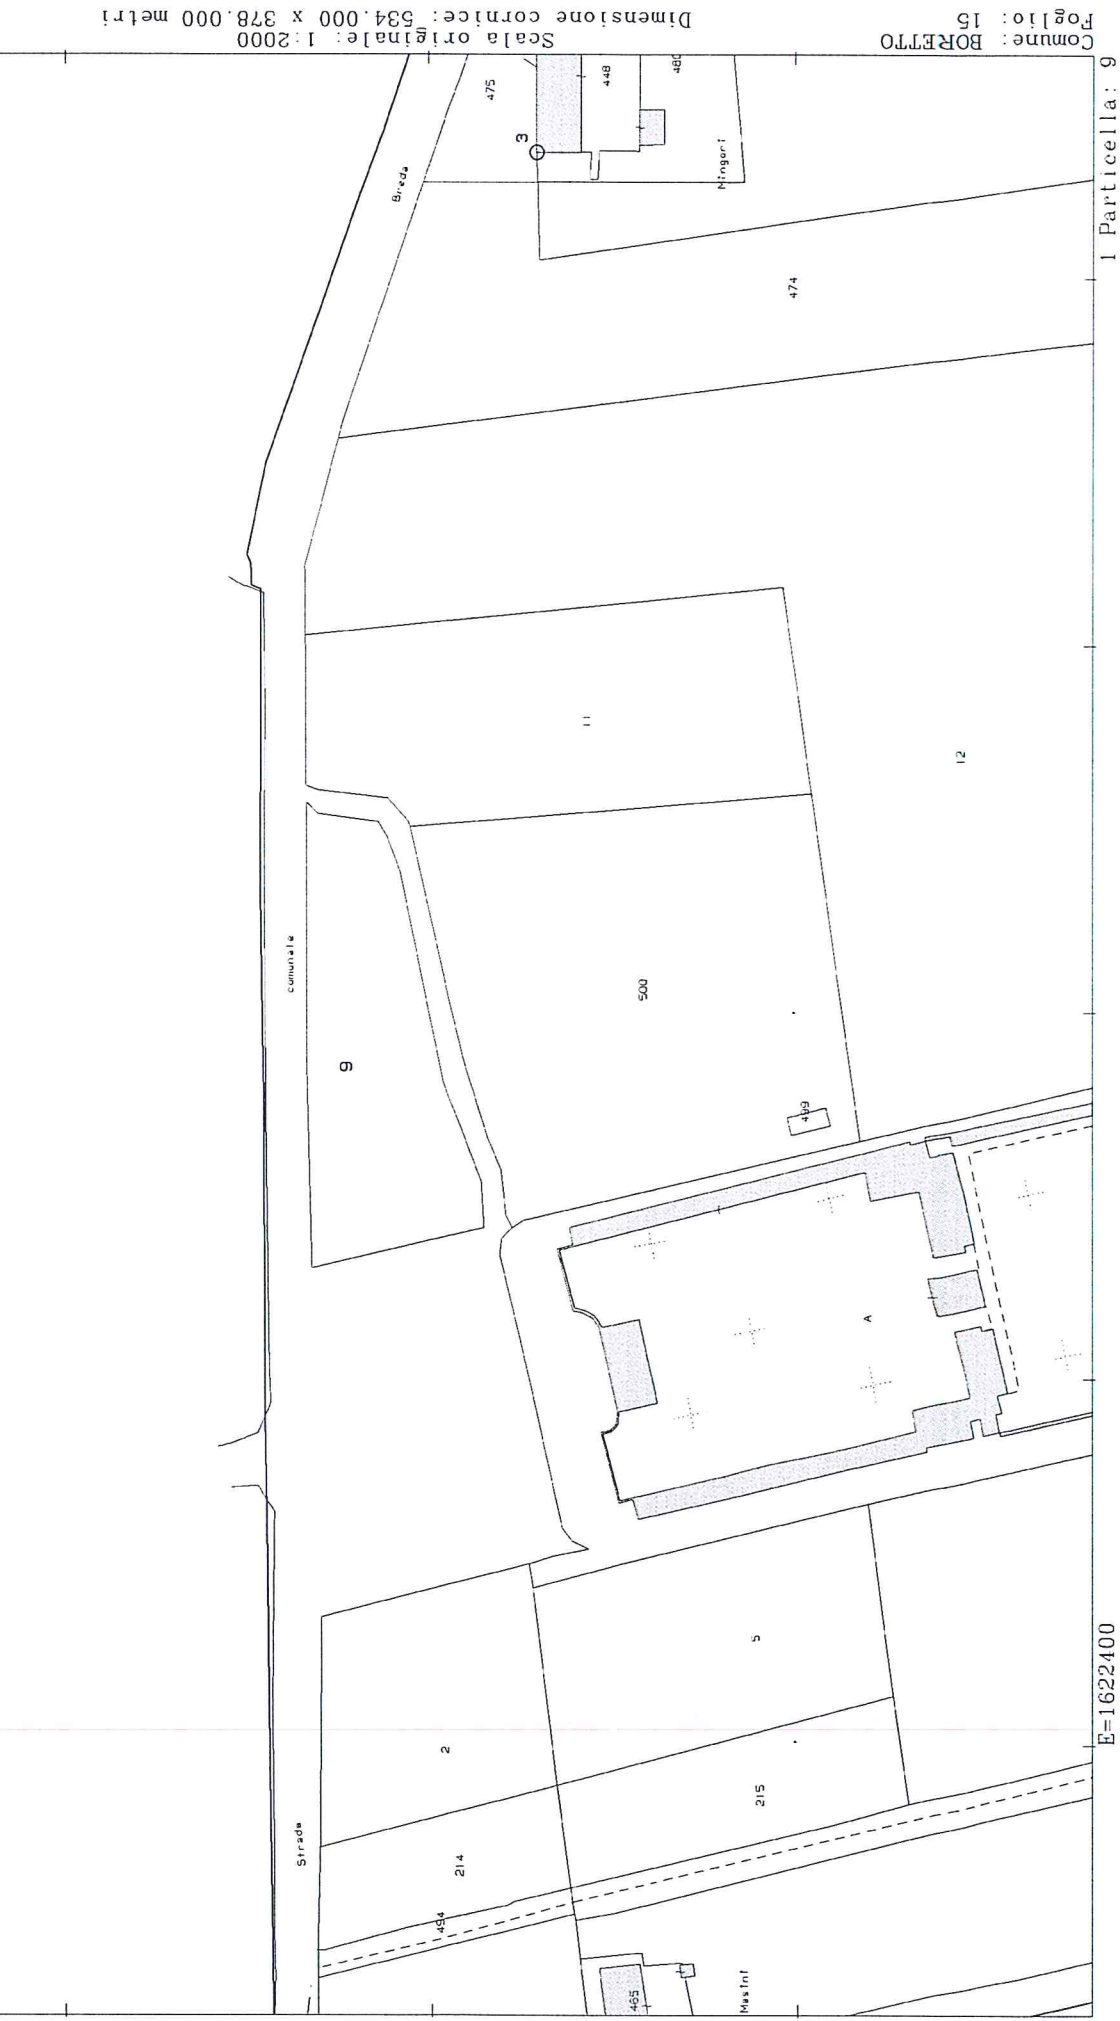 Comune: BORETTO
Foglio: 15
Scala originale: 1:2000
Dimensione cornice: 534.000 x 378.000 metri
1 Particella: 9
E=1622400
Strada
comunale
Breda
475
3
448
480
Mingori
474
11
12
9
500
499
A
5
2
215
214
494
465
Masini